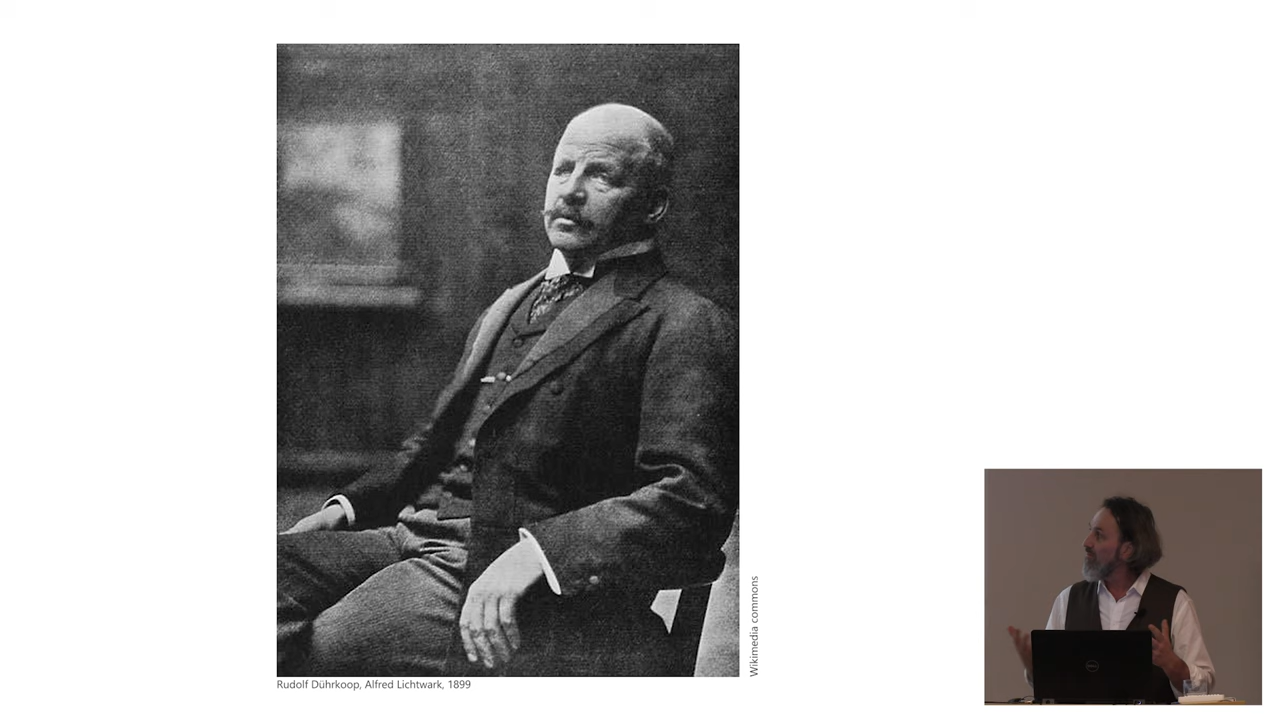 Rudolf Dührkoop, Alfred Lichtwark, 1899
Wikimedia commons